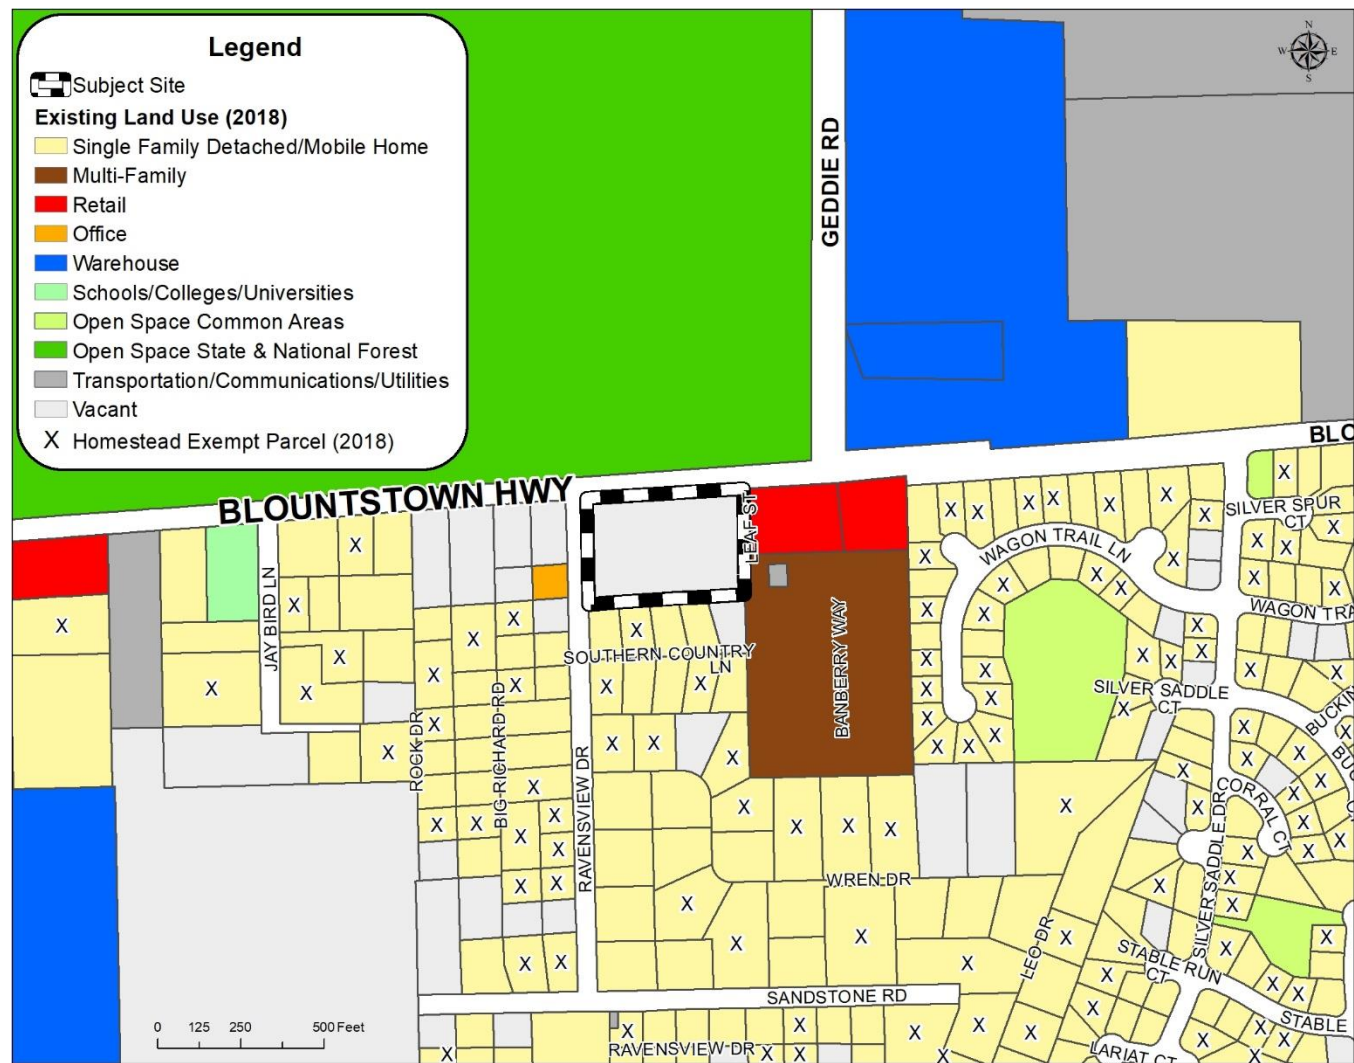 Legend
Subject Site
Existing Land Use (2018)
Single Family Detached/Mobile Home
Multi-Family
Retail
Office
Warehouse
Schools/Colleges/Universities
Open Space Common Areas
Open Space State & National Forest
Transportation/Communications/Utilities
Vacant
X Homestead Exempt Parcel (2018)
N
W E
S
GEDDIE RD
BLO
BLOUNTSTOWN HWY
LEAF ST
SILVER SPUR
CT
WAGON TRAIL LN
WAGON TRA
JAY BIRD LN
SOUTHERN COUNTRY
LN
BANBERRY WAY
SILVER SADDLE
CT
BUCKIN
BUC
ROCK DR
BIG RICHARD RD
RAVENSVIEW DR
CORRAL CT
SILVER SADDLE DR
WREN DR
LEO DR
STABLE RUN
CT
STABLE
SANDSTONE RD
0 125 250 500 Feet
RAVENSVIEW DR
LARIAT CT